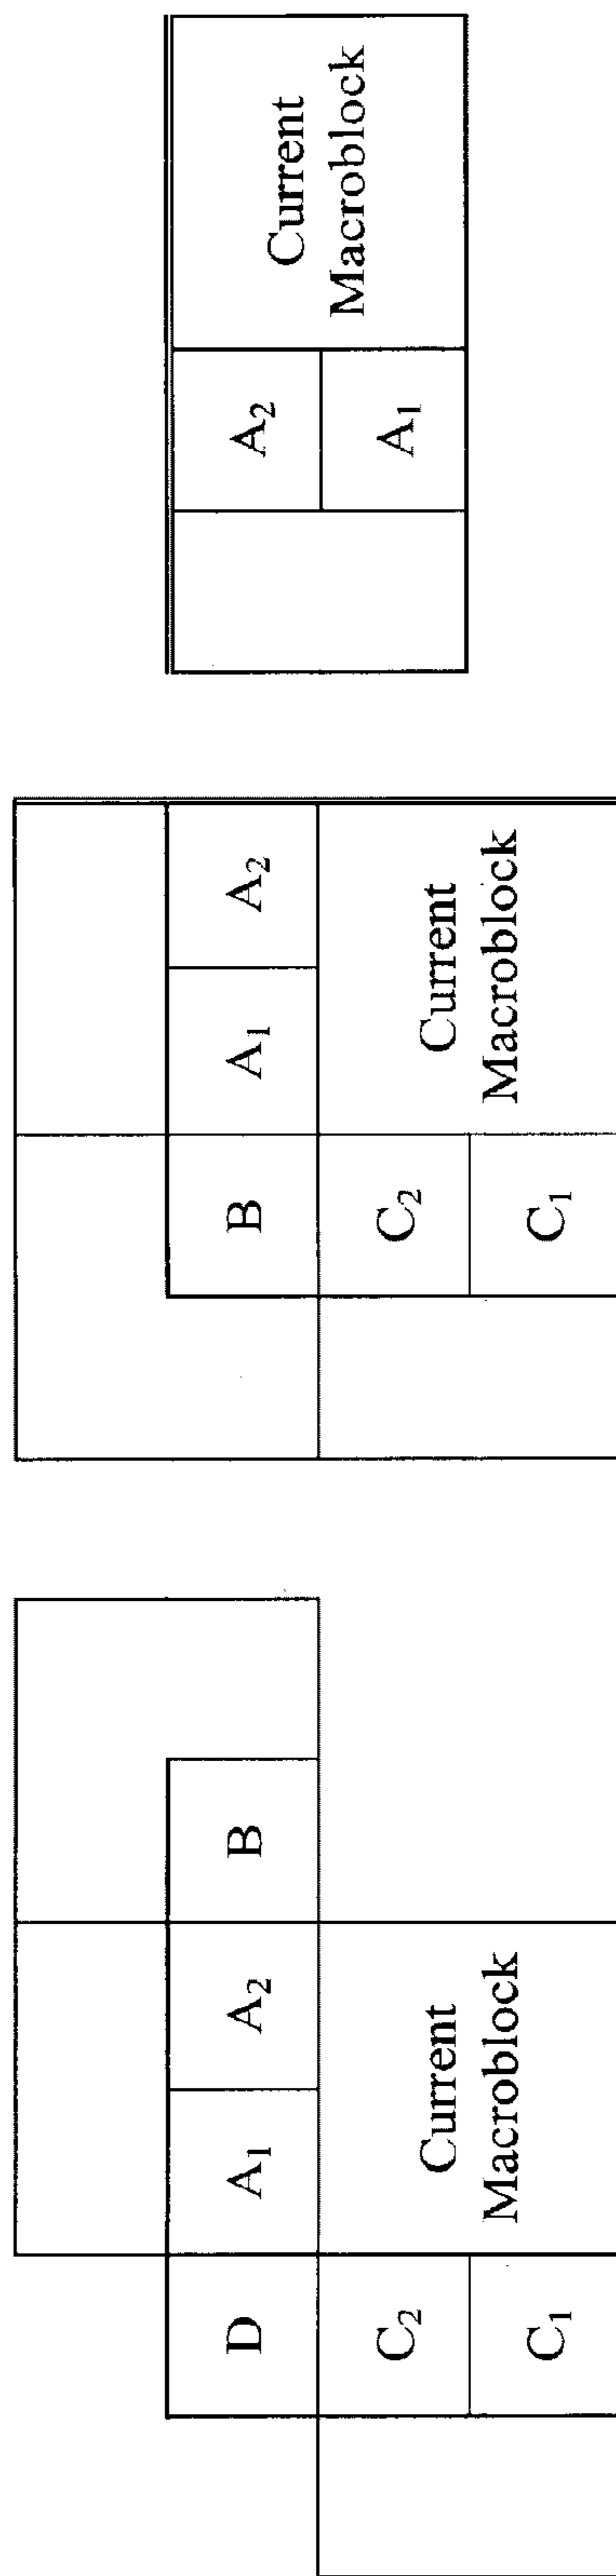 D A₁ A₂ B
C₂
Current
Macroblock
C₁
B A₁ A₂
C₂
Current
Macroblock
C₁
A₂
Current
Macroblock
A₁